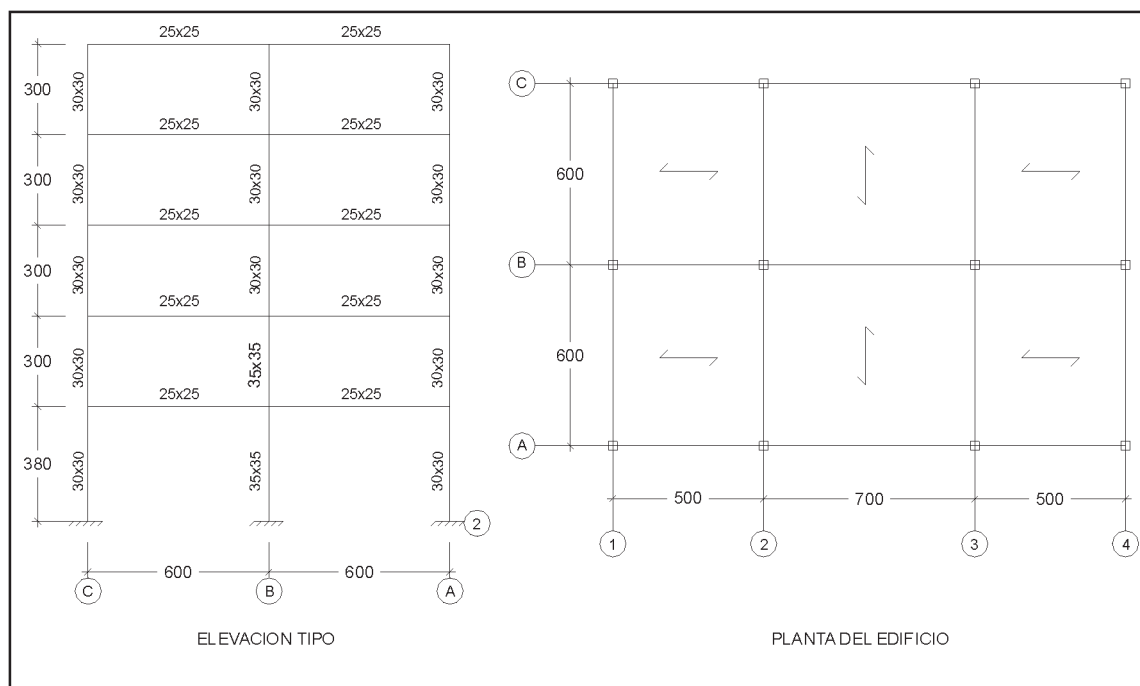 25x25 25x25
300 30x30 30x30 30x30
25x25 25x25
300 30x30 30x30 30x30
25x25 25x25
300 30x30 30x30 30x30
25x25 25x25
300 30x30 35x35 30x30
25x25 25x25
380 30x30 35x35 30x30
2
600 600
C B A
ELEVACION TIPO
C
600
B
600
A
500 700 500
1 2 3 4
PLANTA DEL EDIFICIO